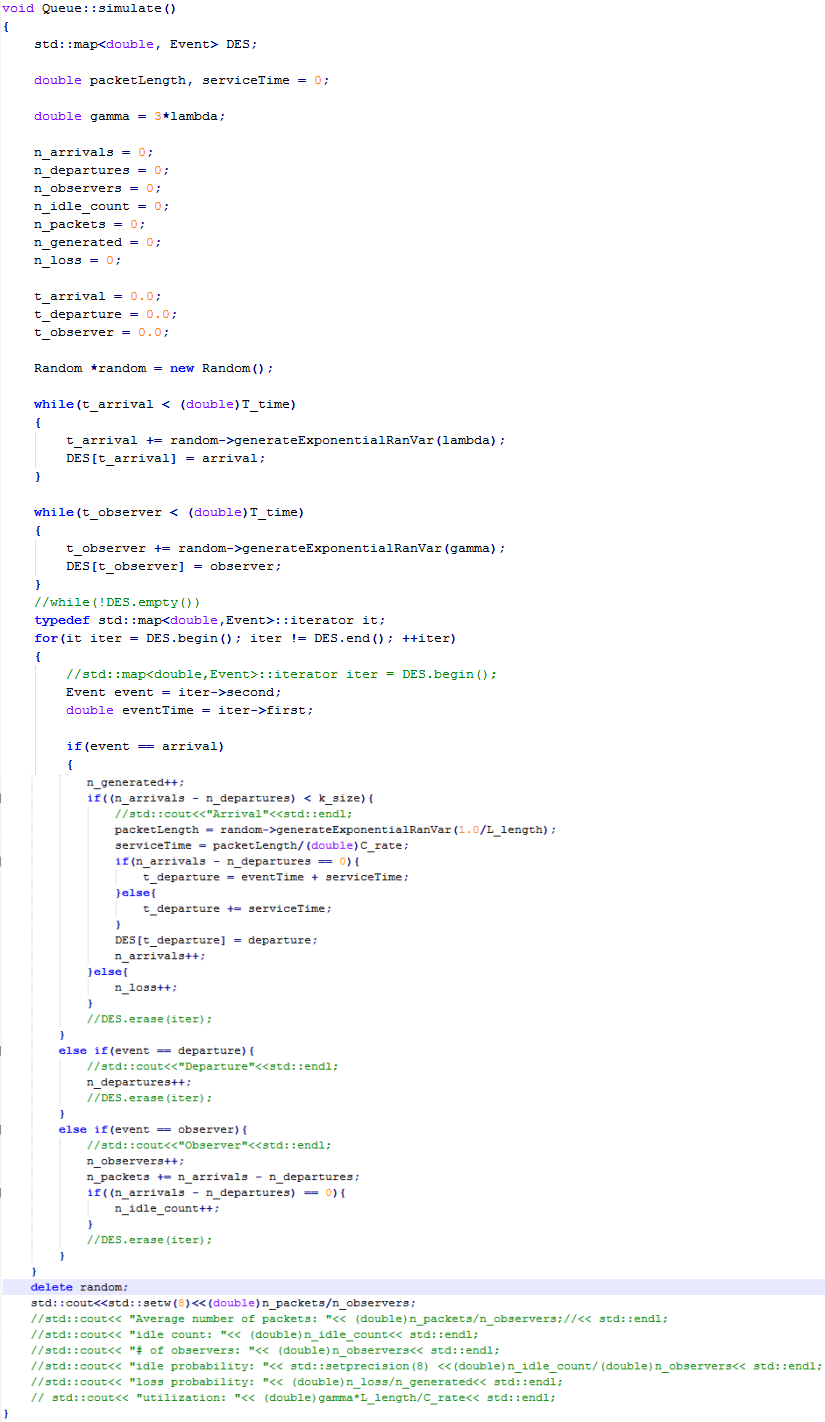 void Queue::simulate()
{
    std::map<double, Event> DES;

    double packetLength, serviceTime = 0;

    double gamma = 3*lambda;

    n_arrivals = 0;
    n_departures = 0;
    n_observers = 0;
    n_idle_count = 0;
    n_packets = 0;
    n_generated = 0;
    n_loss = 0;

    t_arrival = 0.0;
    t_departure = 0.0;
    t_observer = 0.0;

    Random *random = new Random();

    while(t_arrival < (double)T_time)
    {
        t_arrival += random->generateExponentialRanVar(lambda);
        DES[t_arrival] = arrival;
    }

    while(t_observer < (double)T_time)
    {
        t_observer += random->generateExponentialRanVar(gamma);
        DES[t_observer] = observer;
    }
    //while(!DES.empty())
    typedef std::map<double,Event>::iterator it;
    for(it iter = DES.begin(); iter != DES.end(); ++iter)
    {
        //std::map<double,Event>::iterator iter = DES.begin();
        Event event = iter->second;
        double eventTime = iter->first;

        if(event == arrival)
        {
            n_generated++;
            if((n_arrivals - n_departures) < k_size){
                //std::cout<<"Arrival"<<std::endl;
                packetLength = random->generateExponentialRanVar(1.0/L_length);
                serviceTime = packetLength/(double)C_rate;
                if(n_arrivals - n_departures == 0){
                    t_departure = eventTime + serviceTime;
                }else{
                    t_departure += serviceTime;
                }
                DES[t_departure] = departure;
                n_arrivals++;
            }else{
                n_loss++;
            }
            //DES.erase(iter);
        }
        else if(event == departure){
            //std::cout<<"Departure"<<std::endl;
            n_departures++;
            //DES.erase(iter);
        }
        else if(event == observer){
            //std::cout<<"Observer"<<std::endl;
            n_observers++;
            n_packets += n_arrivals - n_departures;
            if((n_arrivals - n_departures) == 0){
                n_idle_count++;
            }
            //DES.erase(iter);
        }
    }
    delete random;
    std::cout<<std::setw(8)<<(double)n_packets/n_observers;
    //std::cout<< "Average number of packets: "<< (double)n_packets/n_observers;//<< std::endl;
    //std::cout<< "idle count: "<< (double)n_idle_count<< std::endl;
    //std::cout<< "# of observers: "<< (double)n_observers<< std::endl;
    //std::cout<< "idle probability: "<< std::setprecision(8) <<(double)n_idle_count/(double)n_observers<< std::endl;
    //std::cout<< "loss probability: "<< (double)n_loss/n_generated<< std::endl;
    // std::cout<< "utilization: "<< (double)gamma*L_length/C_rate<< std::endl;
}